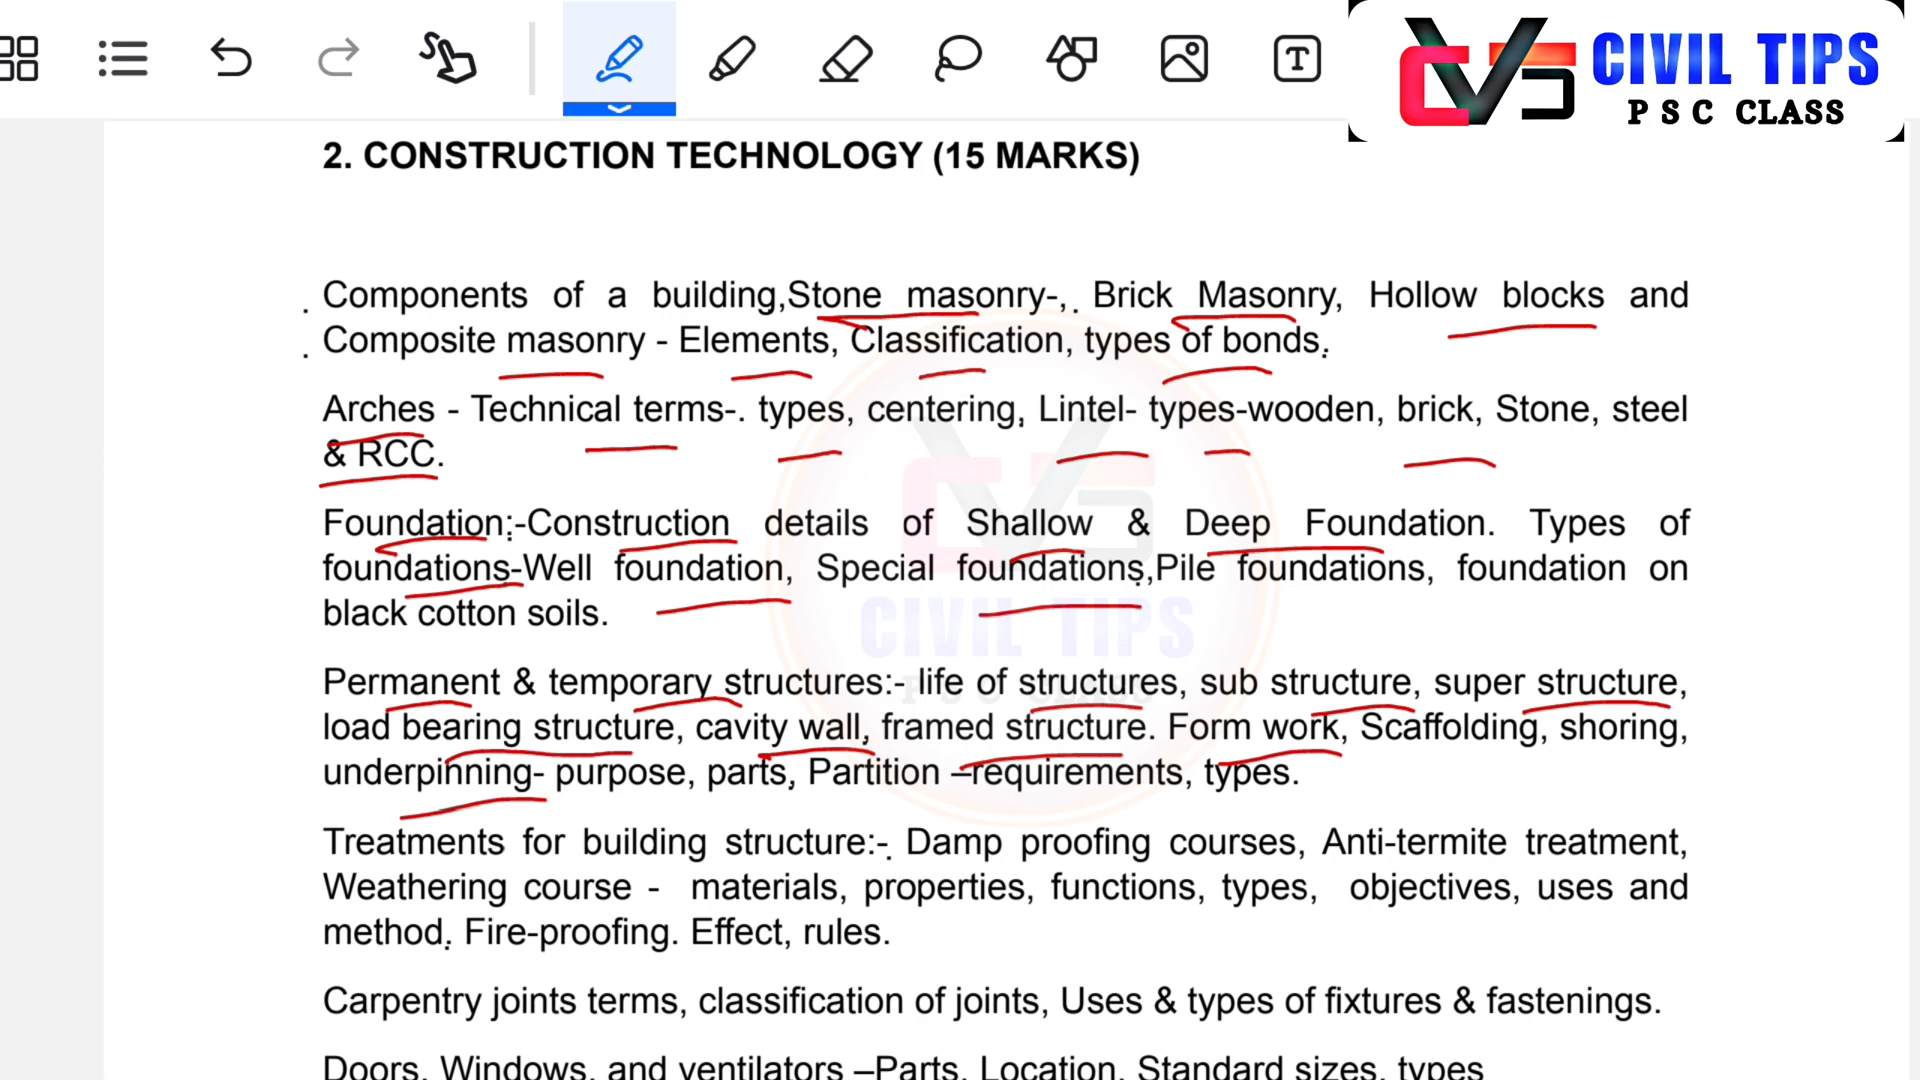 CIVIL TIPS
PSC CLASS
2. CONSTRUCTION TECHNOLOGY (15 MARKS)
Components of a building,Stone masonry-, Brick Masonry, Hollow blocks and
Composite masonry - Elements, Classification, types of bonds.
Arches - Technical terms-. types, centering, Lintel- types-wooden, brick, Stone, steel
& RCC.
Foundation:-Construction details of Shallow & Deep Foundation. Types of
foundations-Well foundation, Special foundations,Pile foundations, foundation on
black cotton soils.
Permanent & temporary structures:- life of structures, sub structure, super structure,
load bearing structure, cavity wall, framed structure. Form work, Scaffolding, shoring,
underpinning- purpose, parts, Partition –requirements, types.
Treatments for building structure:-. Damp proofing courses, Anti-termite treatment,
Weathering course - materials, properties, functions, types, objectives, uses and
method. Fire-proofing. Effect, rules.
Carpentry joints terms, classification of joints, Uses & types of fixtures & fastenings.
Doors, Windows, and ventilators –Parts, Location, Standard sizes, types
CIVIL TIPS
PSC CLASS